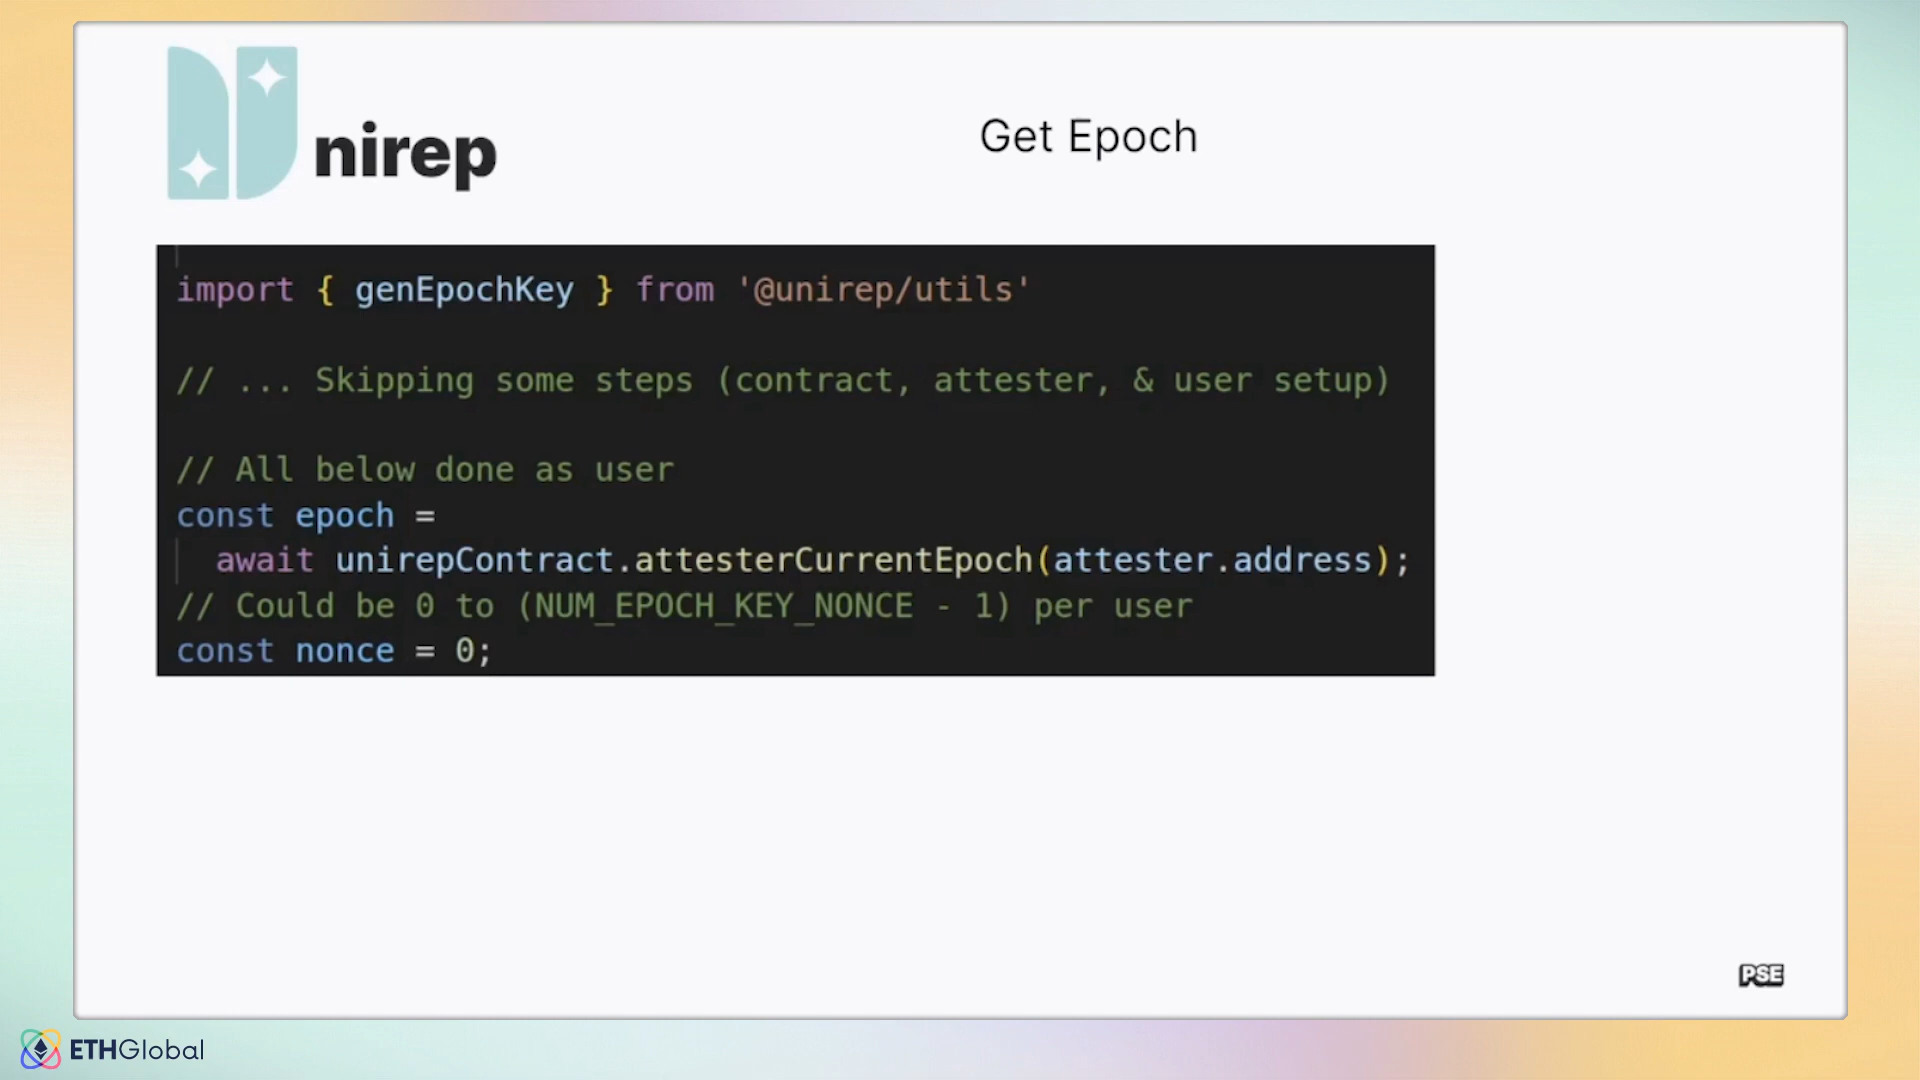 Unirep
Get Epoch
import { genEpochKey } from '@unirep/utils'
// ... Skipping some steps (contract, attester, & user setup)
// All below done as user
const epoch =
await unirepContract.attesterCurrentEpoch(attester.address);
// Could be 0 to (NUM_EPOCH_KEY_NONCE - 1) per user
const nonce = 0;
PSE
ETHGlobal